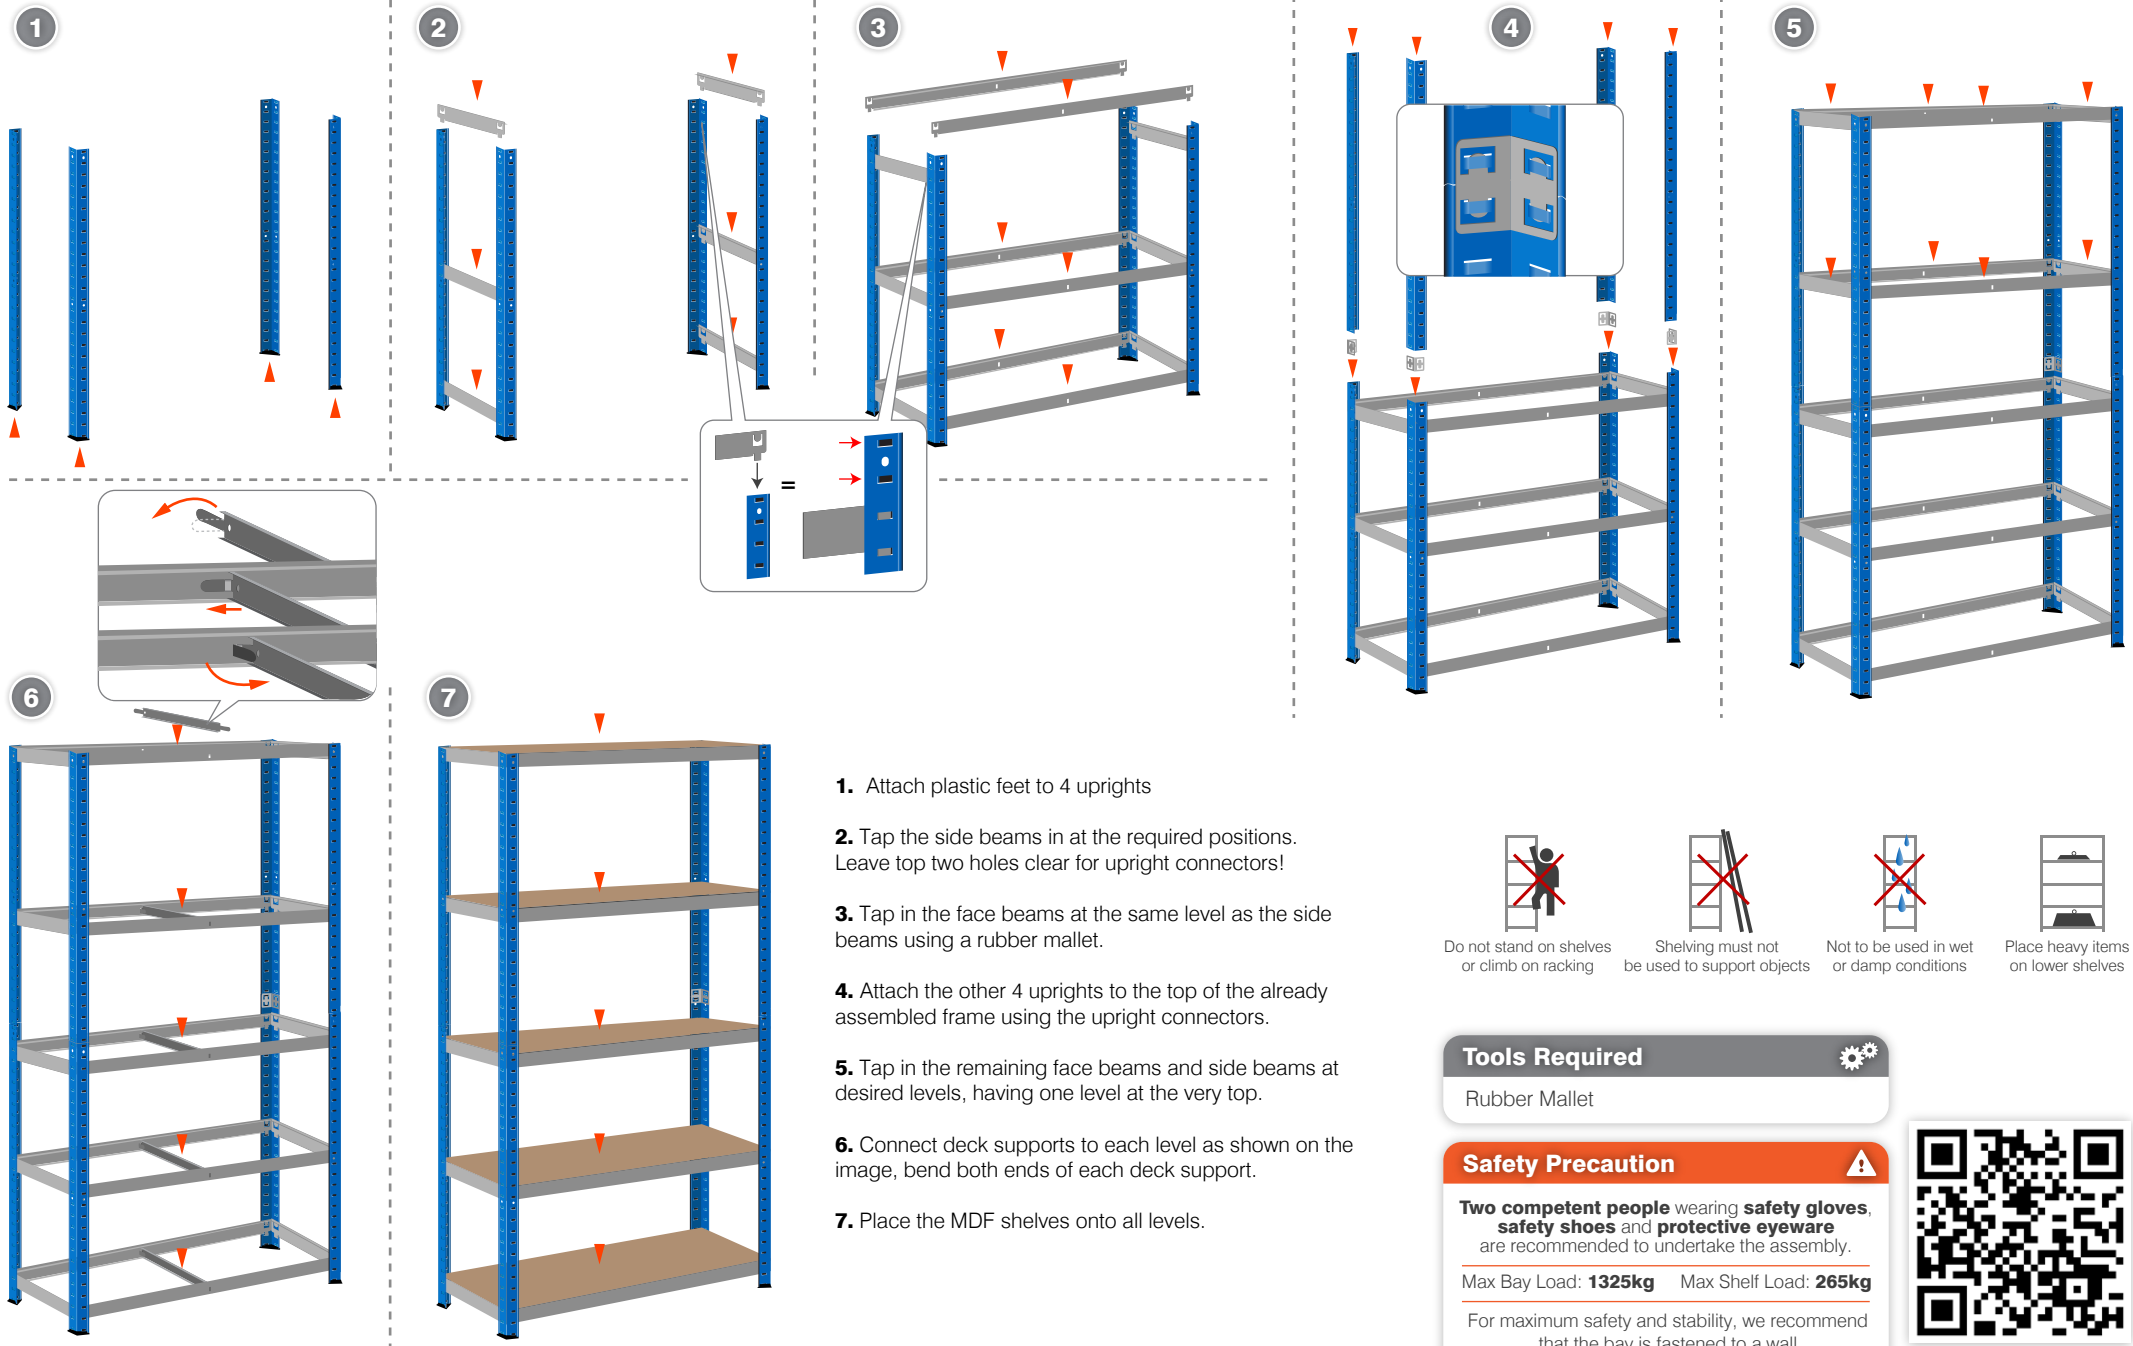 1
2
3
4
5
=
6
7
1. Attach plastic feet to 4 uprights
2. Tap the side beams in at the required positions.
Leave top two holes clear for upright connectors!
3. Tap in the face beams at the same level as the side
beams using a rubber mallet.
4. Attach the other 4 uprights to the top of the already
assembled frame using the upright connectors.
5. Tap in the remaining face beams and side beams at
desired levels, having one level at the very top.
6. Connect deck supports to each level as shown on the
image, bend both ends of each deck support.
7. Place the MDF shelves onto all levels.
Do not stand on shelves
or climb on racking
Shelving must not
be used to support objects
Not to be used in wet
or damp conditions
Place heavy items
on lower shelves
Tools Required
Rubber Mallet
Safety Precaution
Two competent people wearing safety gloves,
safety shoes and protective eyeware
are recommended to undertake the assembly.
Max Bay Load: 1325kg Max Shelf Load: 265kg
For maximum safety and stability, we recommend
that the bay is fastened to a wall